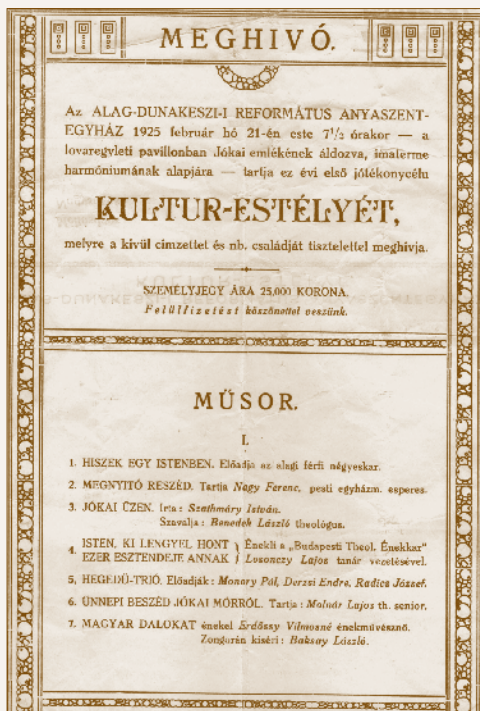 MEGHIVÓ.
Az ALAG-DUNAKESZI-I REFORMÁTUS ANYASZENT-
EGYHÁZ 1925 február hó 21-én este 7½ órakor — a
lovaregyleti pavillonban Jókai emlékének áldozva, imaterme
harmóniumának alapjára — tartja ez évi első jótékonycélu
KULTUR-ESTÉLYÉT,
melyre a kivül cimzettet és nb. családját tisztelettel meghivja.
SZEMÉLYJEGY ÁRA 25,000 KORONA.
Felülfizetést köszönettel veszünk.
MŰSOR.
I.
1. HISZEK EGY ISTENBEN. Előadja az alagi férfi négyeskar.
2. MEGNYITÓ BESZÉD. Tartja Nagy Ferenc, pesti egyházm. esperes.
3. JÓKAI ÜZEN. Irta: Szathmáry István.
Szavalja: Benedek László theológus.
4. ISTEN, KI LENGYEL HONT } Énekli a „Budapesti Theol. Énekkar"
EZER ESZTENDEJE ANNAK } Losonczy Lajos tanár vezetésével.
5. HEGEDŰ-TRIÓ. Előadják: Monory Pál, Derzsi Endre, Radics József.
6. ÜNNEPI BESZÉD JÓKAI MÓRRÓL. Tartja: Molnár Lajos th. senior.
7. MAGYAR DALOKAT énekel Erdőssy Vilmosné énekművésznő.
Zongorán kiséri: Baksay László.